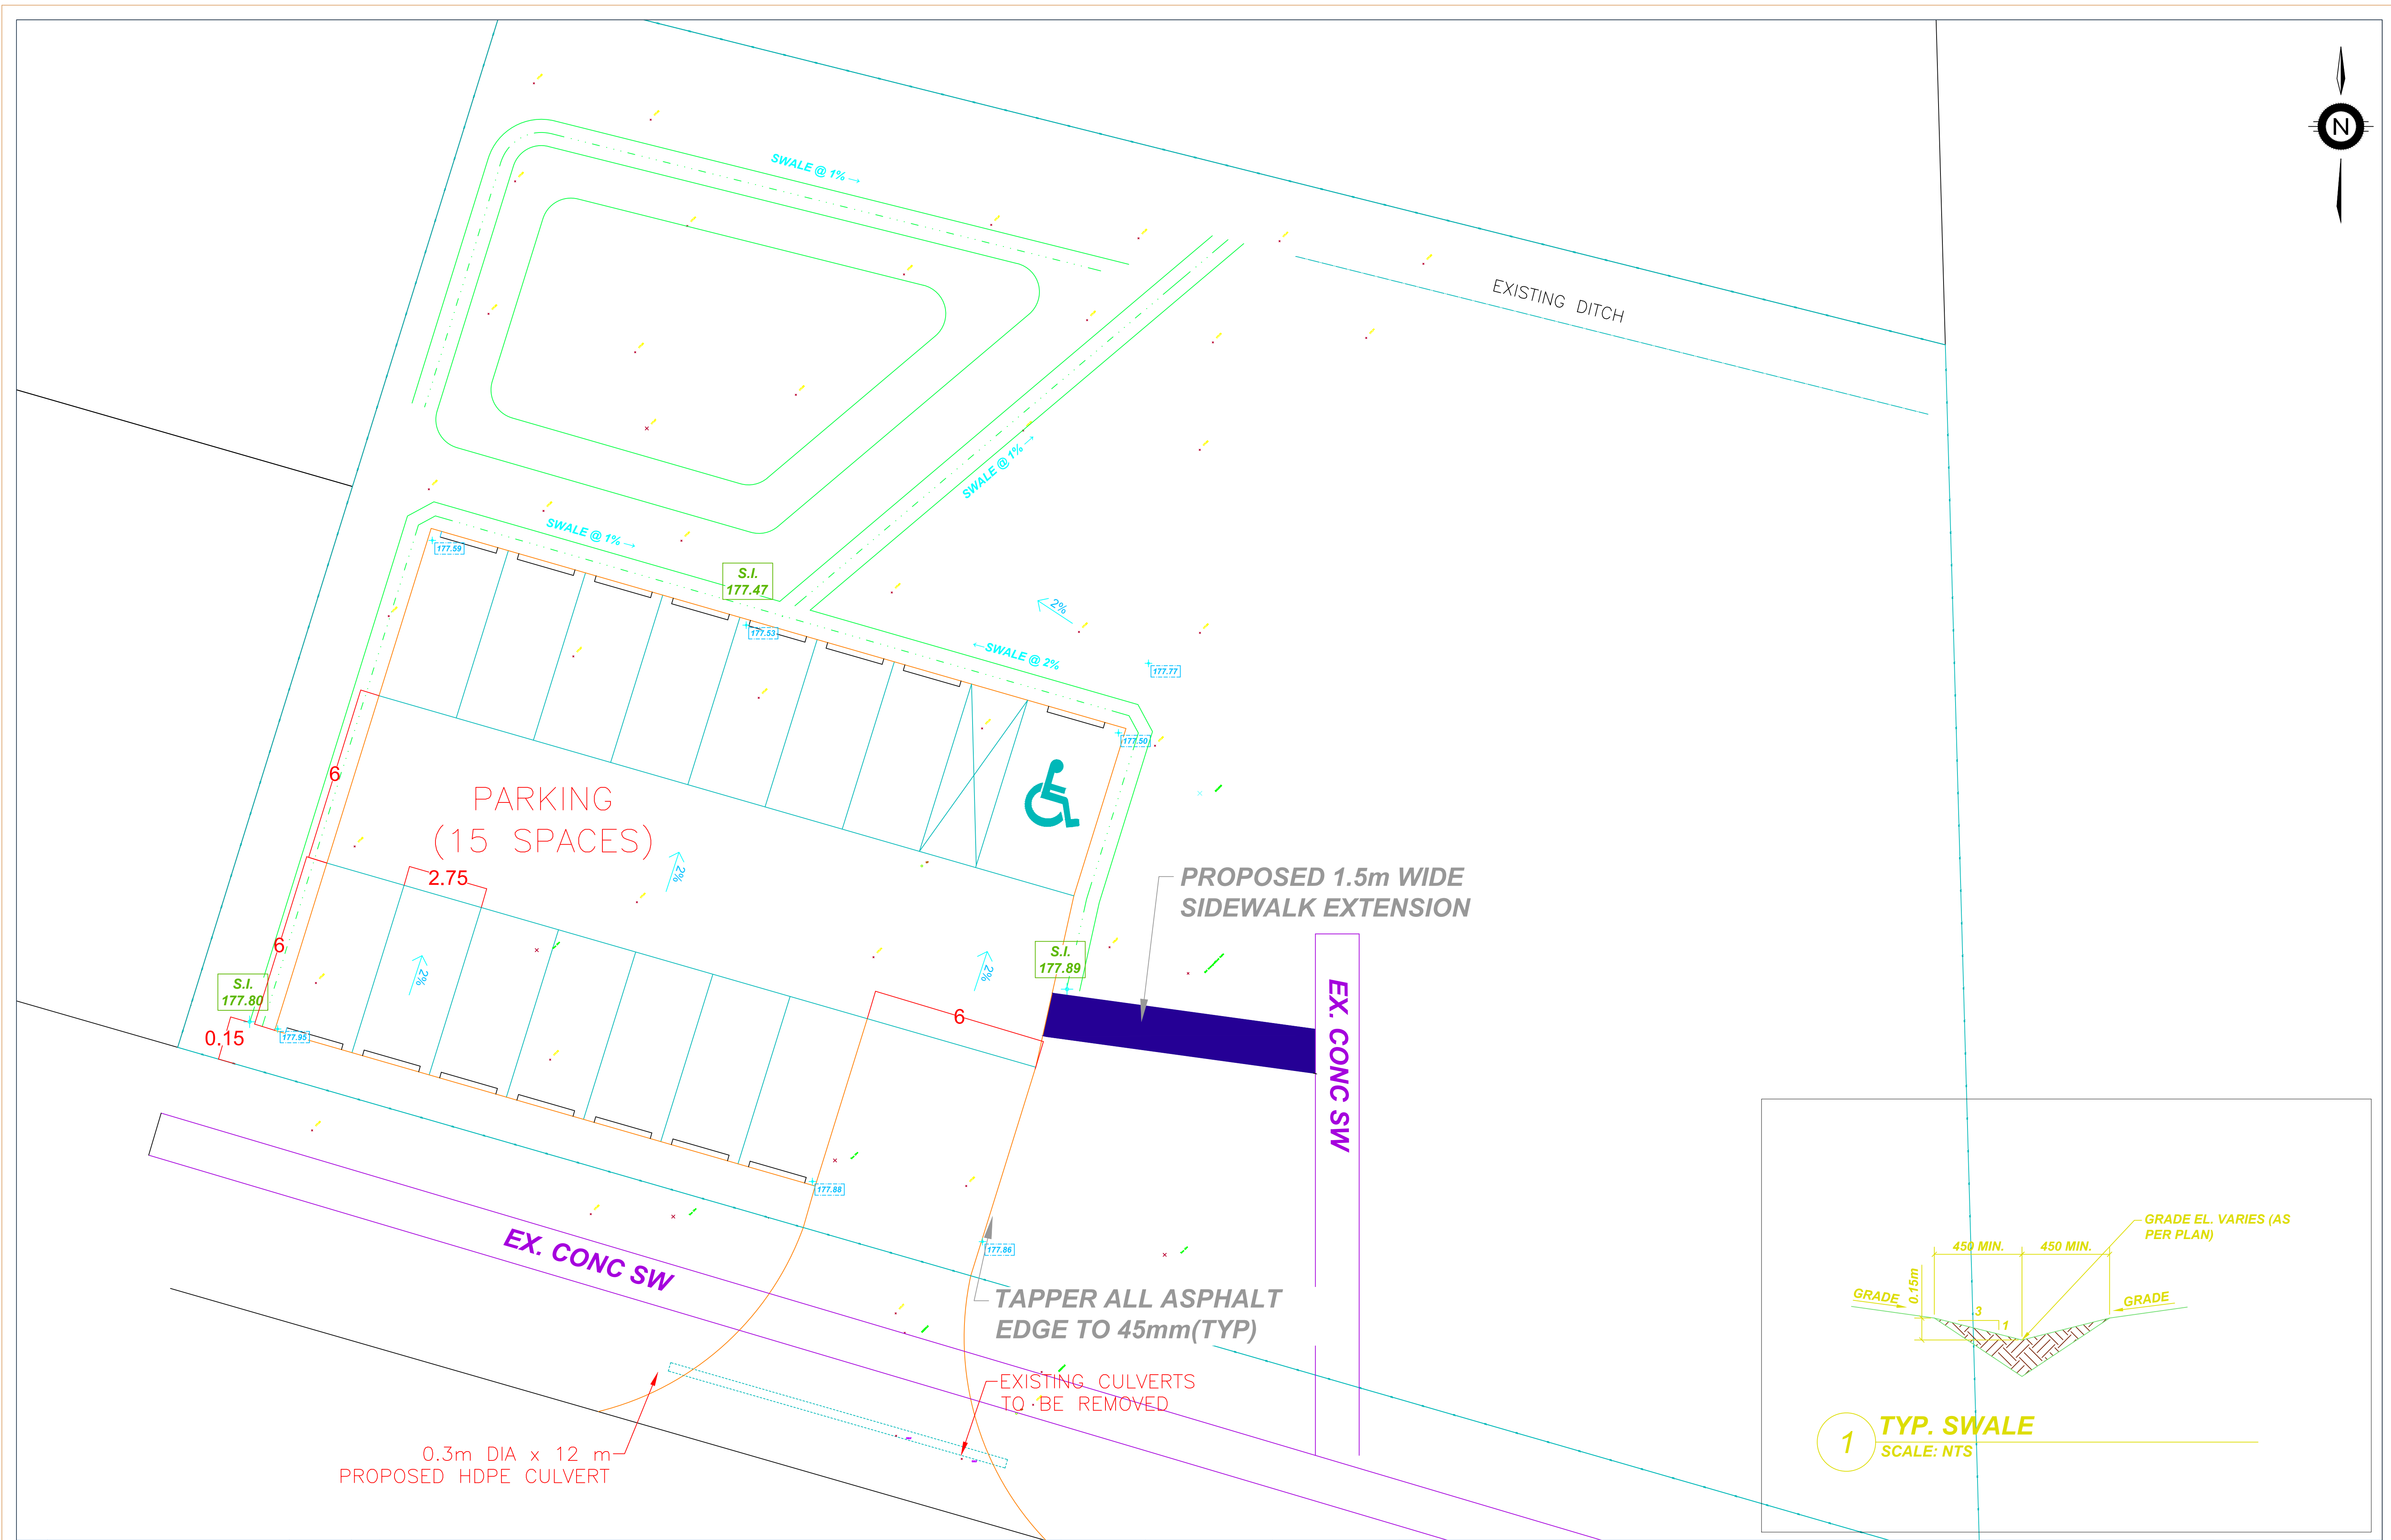 N
SWALE @ 1%
EXISTING DITCH
SWALE @ 1%
SWALE @ 1%
177.59
S.I.
177.47
177.53
2%
SWALE @ 2%
177.77
177.50
6
PARKING
(15 SPACES)
2.75
2%
PROPOSED 1.5m WIDE
SIDEWALK EXTENSION
6
2%
2%
S.I.
177.89
S.I.
177.80
0.15
177.95
6
EX. CONC SW
177.88
177.86
EX. CONC SW
TAPPER ALL ASPHALT
EDGE TO 45mm(TYP)
EXISTING CULVERTS
TO BE REMOVED
0.3m DIA x 12 m
PROPOSED HDPE CULVERT
GRADE EL. VARIES (AS
PER PLAN)
450 MIN.
450 MIN.
0.15m
GRADE
3
1
GRADE
1
TYP. SWALE
SCALE: NTS